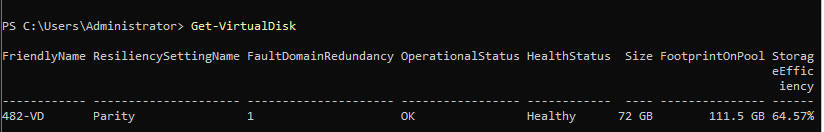 PS C:\Users\Administrator> Get-VirtualDisk
FriendlyName ResiliencySettingName FaultDomainRedundancy OperationalStatus HealthStatus Size FootprintOnPool Storag
eEffic
iency
------------ --------------------- --------------------- ----------------- ------------ ---- --------------- ------
482-VD Parity 1 OK Healthy 72 GB 111.5 GB 64.57%